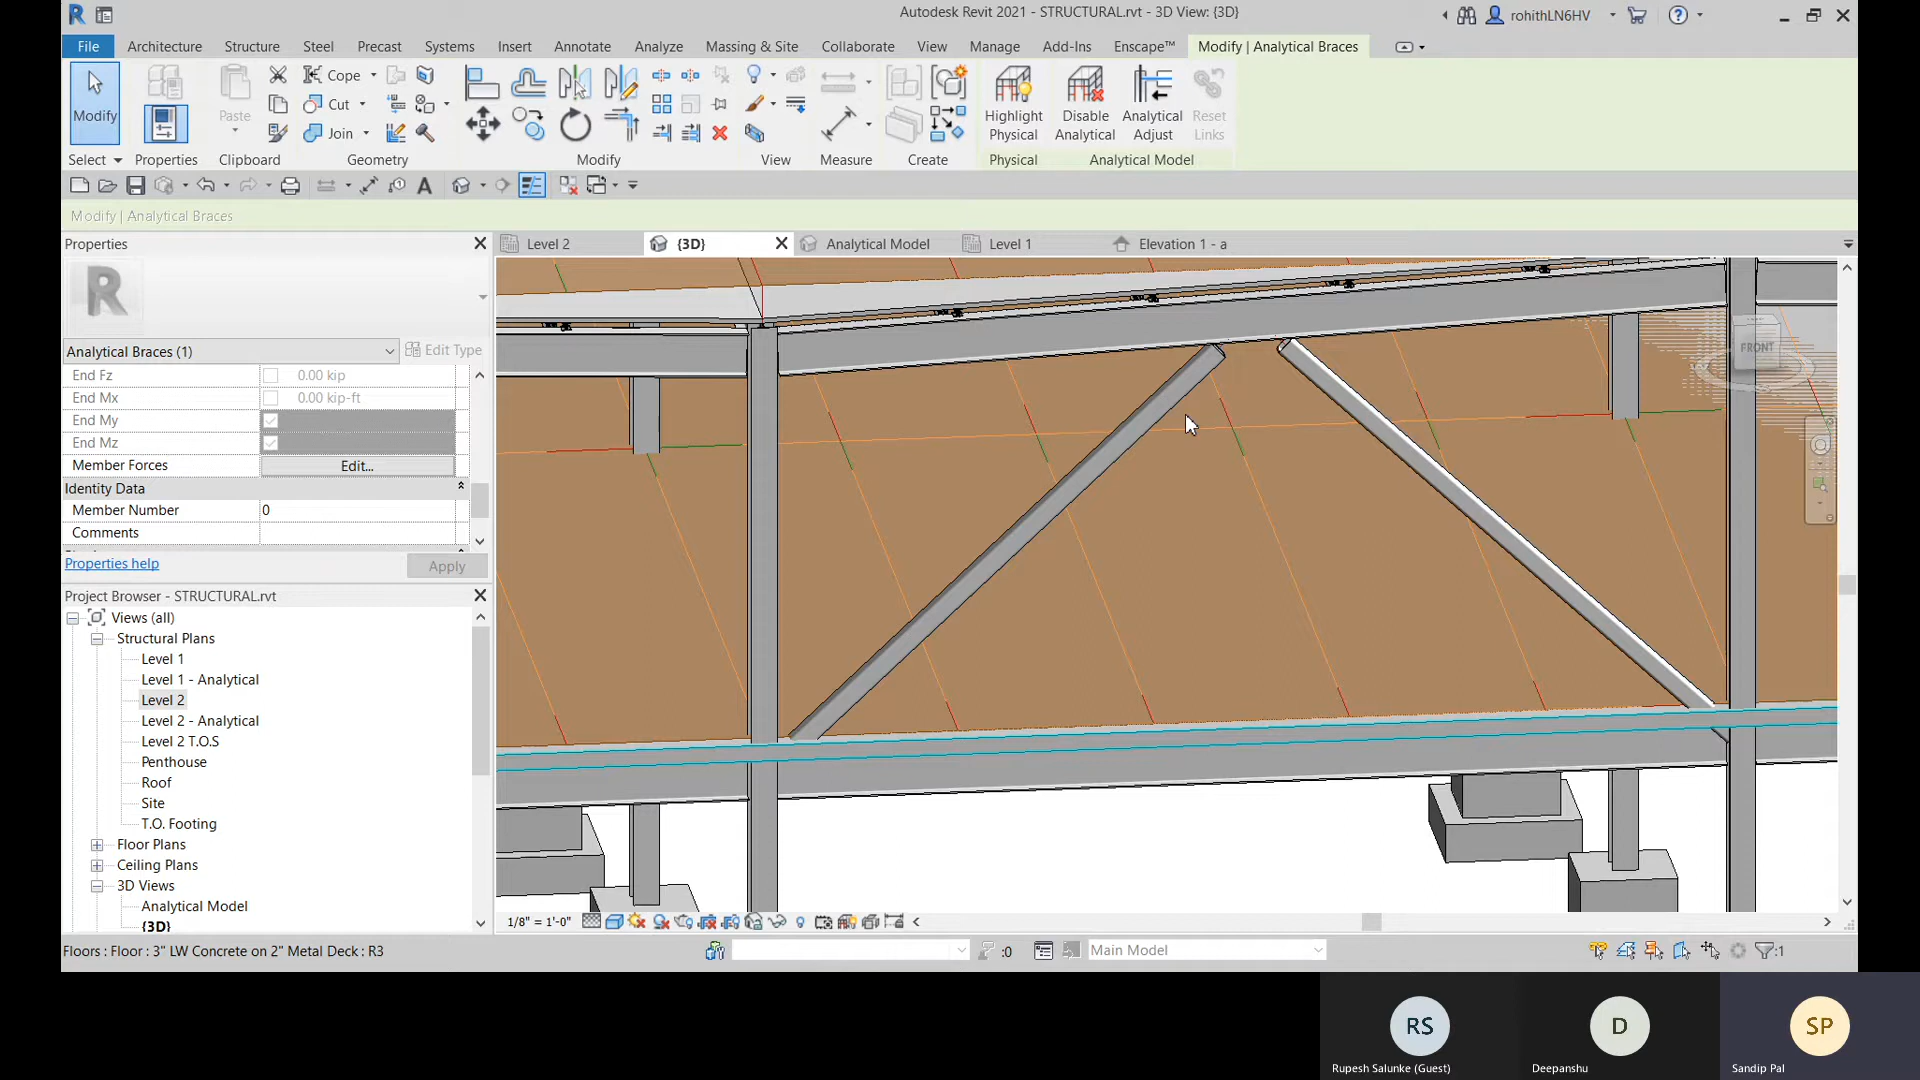 Autodesk Revit 2021 - STRUCTURAL.rvt - 3D View: {3D}
rohithLN6HV
File Architecture Structure Steel Precast Systems Insert Annotate Analyze Massing & Site Collaborate View Manage Add-Ins Enscape™ Modify | Analytical Braces
Modify
Paste
Cope
Cut
Join
Highlight Physical
Disable Analytical
Analytical Adjust
Reset Links
Select Properties Clipboard Geometry Modify View Measure Create Physical Analytical Model
Modify | Analytical Braces
Properties
Level 2 {3D} Analytical Model Level 1 Elevation 1 - a
Analytical Braces (1)
Edit Type
End Fz 0.00 kip
End Mx 0.00 kip-ft
End My
End Mz
Member Forces Edit...
Identity Data
Member Number 0
Comments
Properties help
Apply
Project Browser - STRUCTURAL.rvt
Views (all)
Structural Plans
Level 1
Level 1 - Analytical
Level 2
Level 2 - Analytical
Level 2 T.O.S
Penthouse
Roof
Site
T.O. Footing
Floor Plans
Ceiling Plans
3D Views
Analytical Model
{3D}
FRONT
1/8" = 1'-0"
Floors : Floor : 3" LW Concrete on 2" Metal Deck : R3
:0
Main Model
:1
RS
D
SP
Rupesh Salunke (Guest)
Deepanshu
Sandip Pal